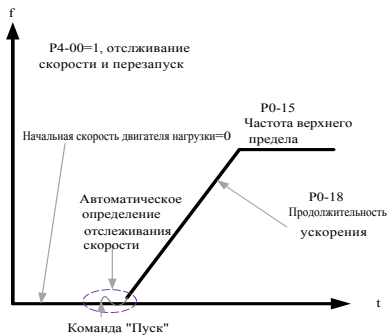 f
P4-00=1, отслживание
скорости и перезапуск
P0-15
Частота верхнего
предела
Начальная скорость двигателя нагрузки=0
P0-18
Продолжительность
ускорения
Автоматическое
определение
отслеживания
скорости
t
Команда "Пуск"